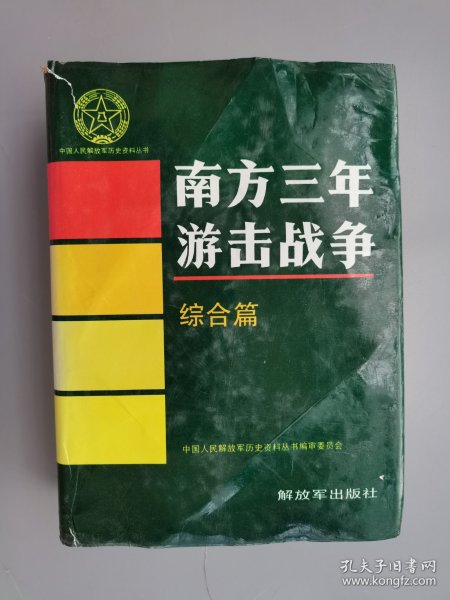 中国人民解放军历史资料丛书
南方三年
游击战争
综合篇
中国人民解放军历史资料丛书编审委员会
解放军出版社
孔夫子旧书网
www.kongfz.com